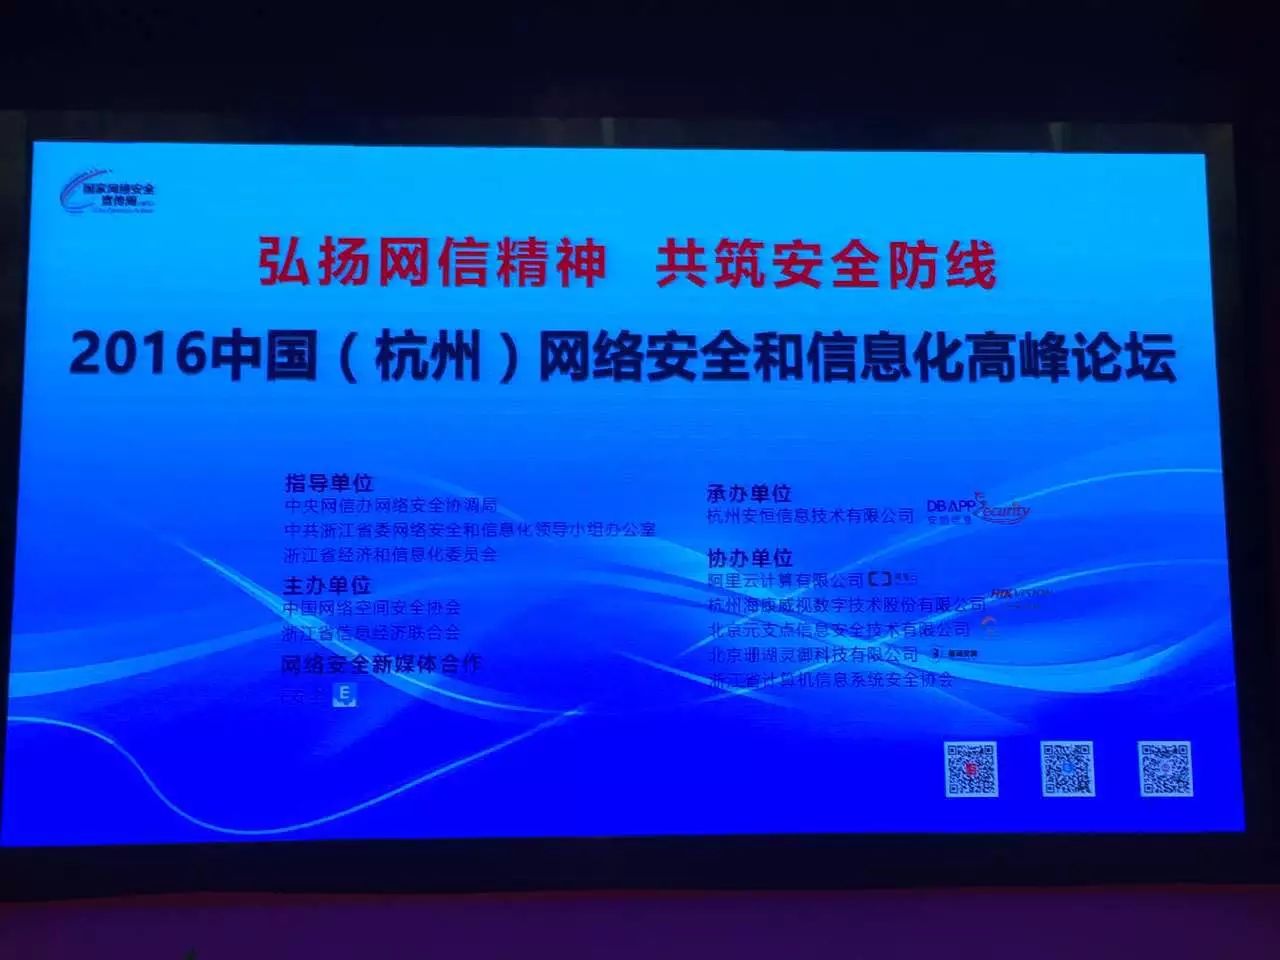 国家网络安全
宣传周
弘扬网信精神 共筑安全防线
2016中国（杭州）网络安全和信息化高峰论坛
指导单位
中央网信办网络安全协调局
中共浙江省委网络安全和信息化领导小组办公室
浙江省经济和信息化委员会
主办单位
中国网络空间安全协会
浙江省信息经济联合会
网络安全新媒体合作
E安全
E
承办单位
杭州安恒信息技术有限公司
DBAPPSecurity
安恒信息
协办单位
阿里云计算有限公司
杭州海康威视数字技术股份有限公司
HIKVISION
北京元支点信息安全技术有限公司
北京珊瑚灵御科技有限公司
浙江省计算机信息系统安全协会